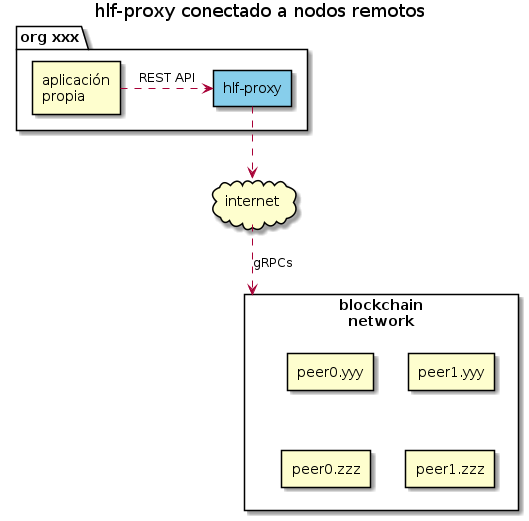 hlf-proxy conectado a nodos remotos
org xxx
aplicación
propia
REST API
hlf-proxy
internet
gRPCs
blockchain
network
peer0.yyy
peer1.yyy
peer0.zzz
peer1.zzz